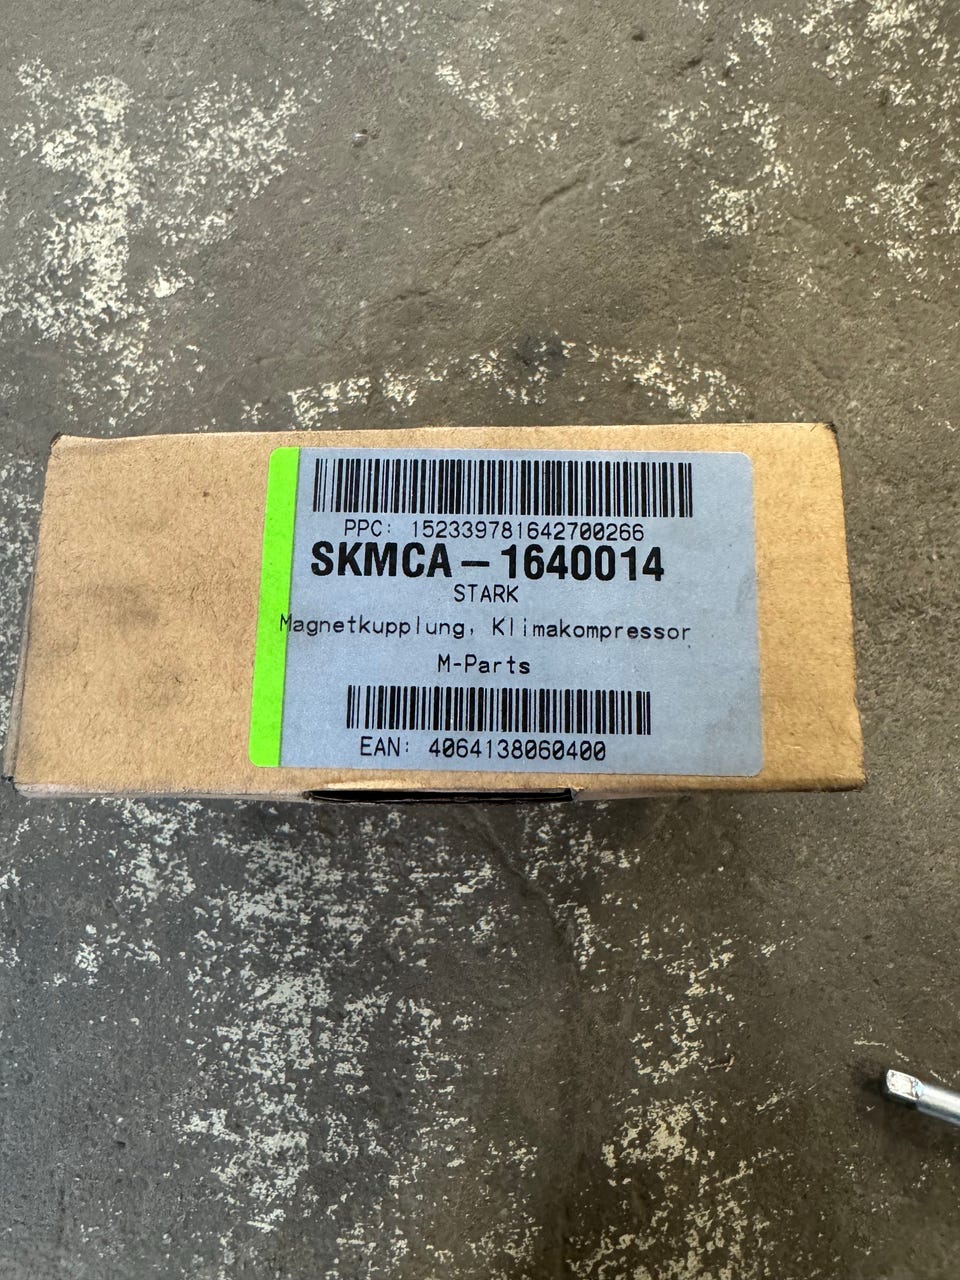 PPC: 152339781642700266
SKMCA-1640014
STARK
Magnetkupplung, Klimakompressor
M-Parts
EAN: 4064138060400